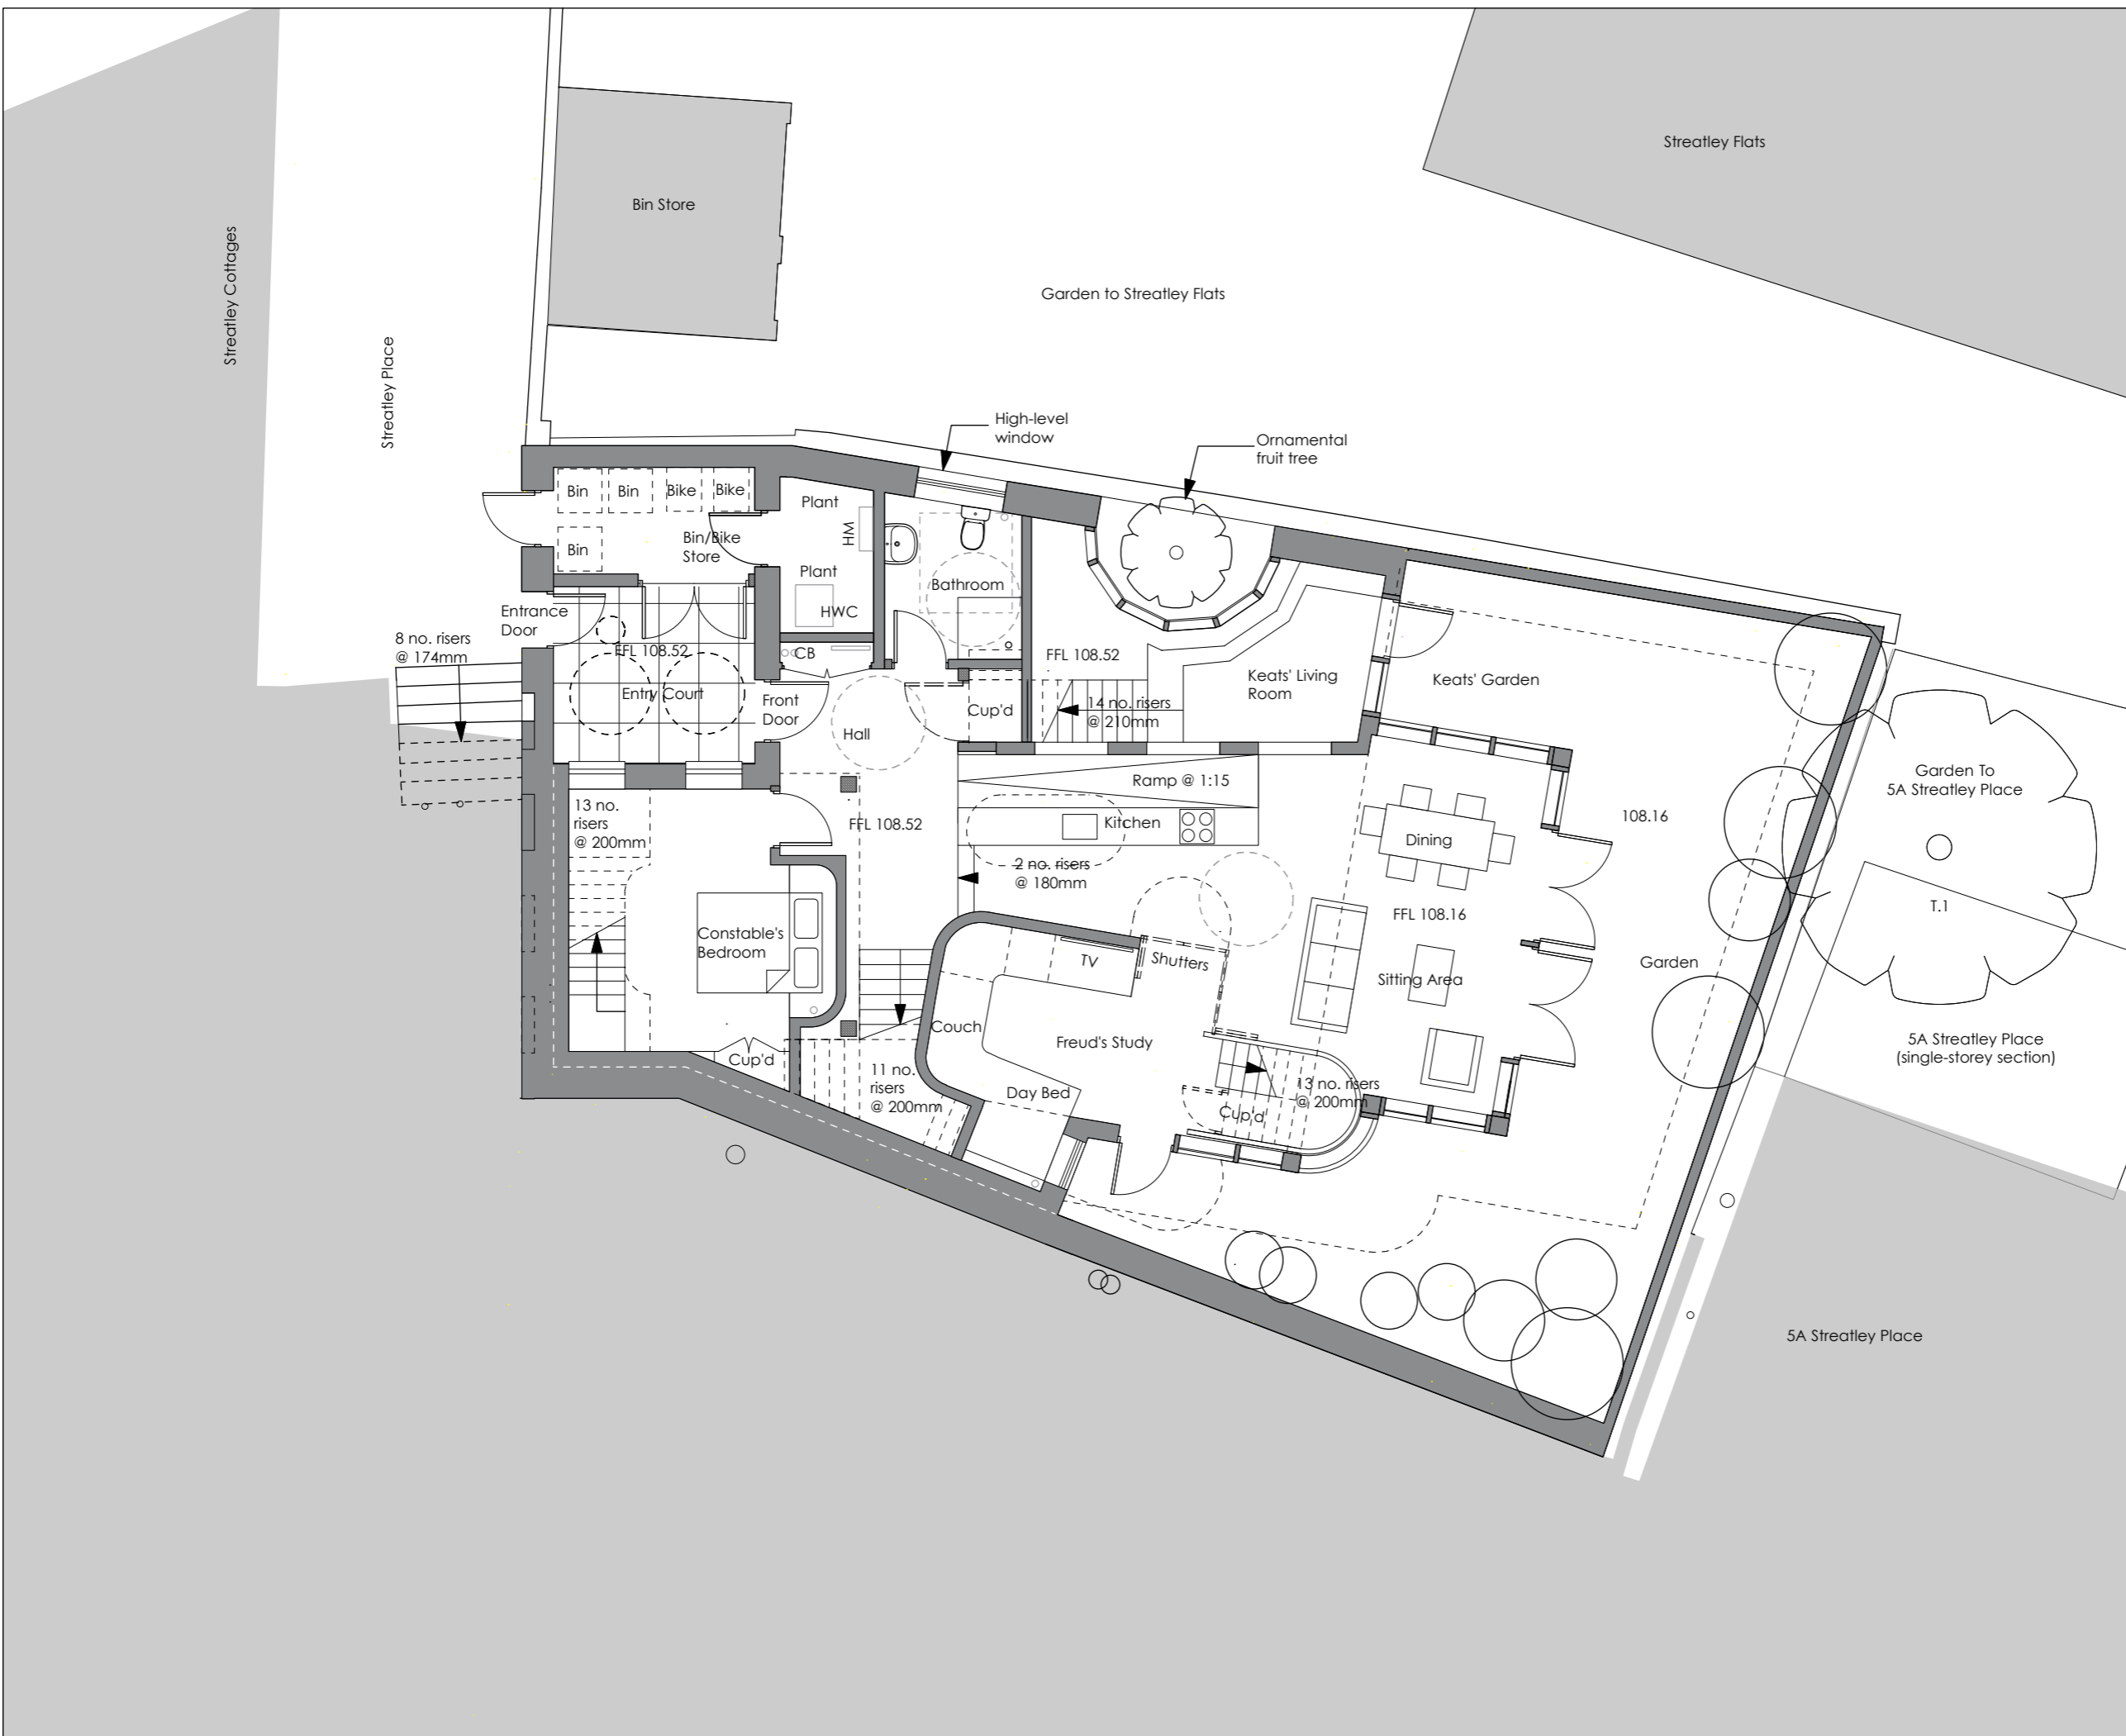 Streatley Flats
Bin Store
Streatley Cottages
Garden to Streatley Flats
Streatley Place
High-level
window
Ornamental
fruit tree
Bin
Bin
Bike
Bike
Plant
HM
Bin
Bin/Bike
Store
Plant
HWC
Bathroom
Entrance
Door
8 no. risers
@ 174mm
FFL 108.52
CB
FFL 108.52
Entry Court
Front
Door
Hall
Cup'd
14 no. risers
@ 210mm
Keats' Living
Room
Keats' Garden
Ramp @ 1:15
13 no.
risers
@ 200mm
FFL 108.52
Kitchen
2 no. risers
@ 180mm
Dining
108.16
Garden To
5A Streatley Place
T.1
FFL 108.16
Constable's
Bedroom
TV
Shutters
Sitting Area
Garden
Couch
Freud's Study
5A Streatley Place
(single-storey section)
Cup'd
11 no.
risers
@ 200mm
Day Bed
Cup'd
13 no. risers
@ 200mm
5A Streatley Place